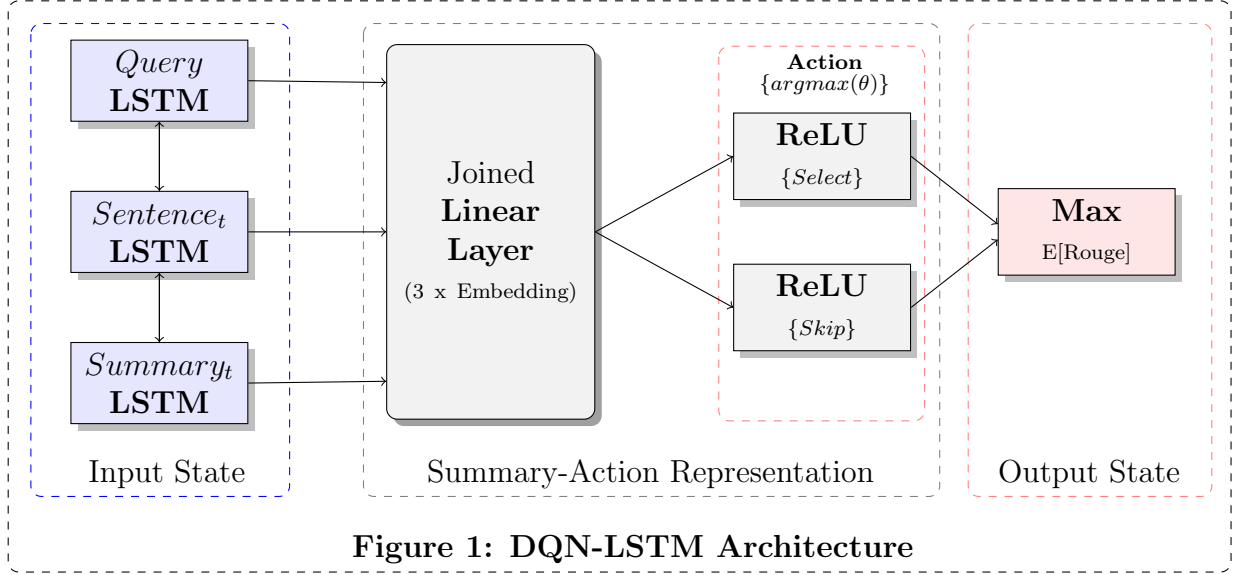 Query
LSTM
Sentence_t
LSTM
Summary_t
LSTM
Input State
Joined
Linear
Layer
(3 x Embedding)
Action
{argmax(θ)}
ReLU
{Select}
ReLU
{Skip}
Summary-Action Representation
Max
E[Rouge]
Output State
Figure 1: DQN-LSTM Architecture